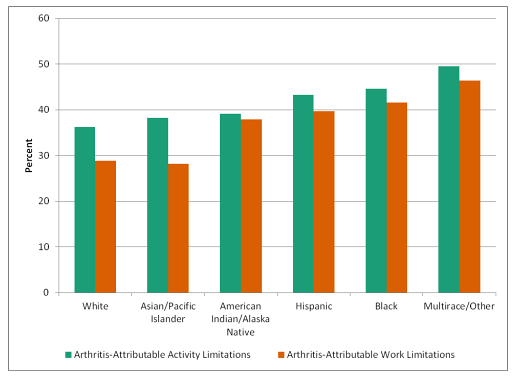 60
50
40
30
20
10
0
Percent
White
Asian/Pacific
Islander
American
Indian/Alaska
Native
Hispanic
Black
Multirace/Other
Arthritis-Attributable Activity Limitations
Arthritis-Attributable Work Limitations